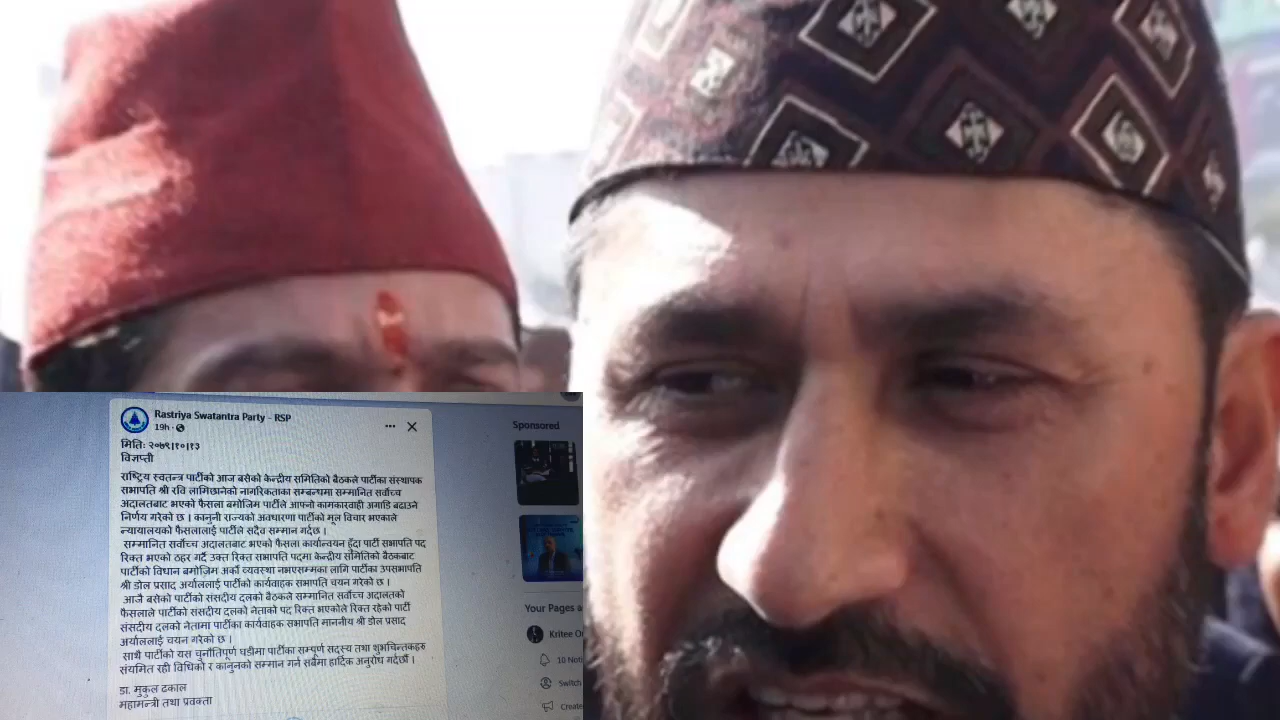 Rastriya Swatantra Party - RSP
19h
Sponsored
मितिः २०७९|१०|१३
विज्ञप्ती
राष्ट्रिय स्वतन्त्र पार्टीको आज बसेको केन्द्रीय समितिको बैठकले पार्टीका संस्थापक
सभापति श्री रवि लामिछानेको नागरिकताका सम्बन्धमा सम्मानित सर्वोच्च
अदालतबाट भएको फैसला बमोजिम पार्टीले आफ्नो कामकारवाही अगाडि बढाउने
निर्णय गरेको छ । कानुनी राज्यको अवधारणा पार्टीको मूल विचार भएकाले
न्यायालयको फैसलालाई पार्टीले सदैव सम्मान गर्दछ ।
सम्मानित सर्वोच्च अदालतबाट भएको फैसला कार्यान्वयन हुँदा पार्टी सभापति पद
रिक्त भएको ठहर गर्दै उक्त रिक्त सभापति पदमा केन्द्रीय समितिको बैठकबाट
पार्टीको विधान बमोजिम अर्को व्यवस्था नभएसम्मका लागि पार्टीका उपसभापति
श्री डोल प्रसाद अर्याललाई पार्टीको कार्यवाहक सभापति चयन गरेको छ ।
आजै बसेको पार्टीको संसदीय दलको बैठकले सम्मानित सर्वोच्च अदालतको
फैसलाले पार्टीको संसदीय दलको नेताको पद रिक्त भएकोले रिक्त रहेको पार्टी
संसदीय दलको नेतामा पार्टीका कार्यवाहक सभापति माननीय श्री डोल प्रसाद
अर्याललाई चयन गरेको छ ।
साथै पार्टीको यस चुनौतिपूर्ण घडीमा पार्टीका सम्पूर्ण सदस्य तथा शुभचिन्तकहरु
संयमित रही विधिको र कानुनको सम्मान गर्न सबैमा हार्दिक अनुरोध गर्दछौं ।
डा. मुकुल ढकाल
महामन्त्री तथा प्रवक्ता
Your Pages a
Kritee O
10 Noti
Switch
Create